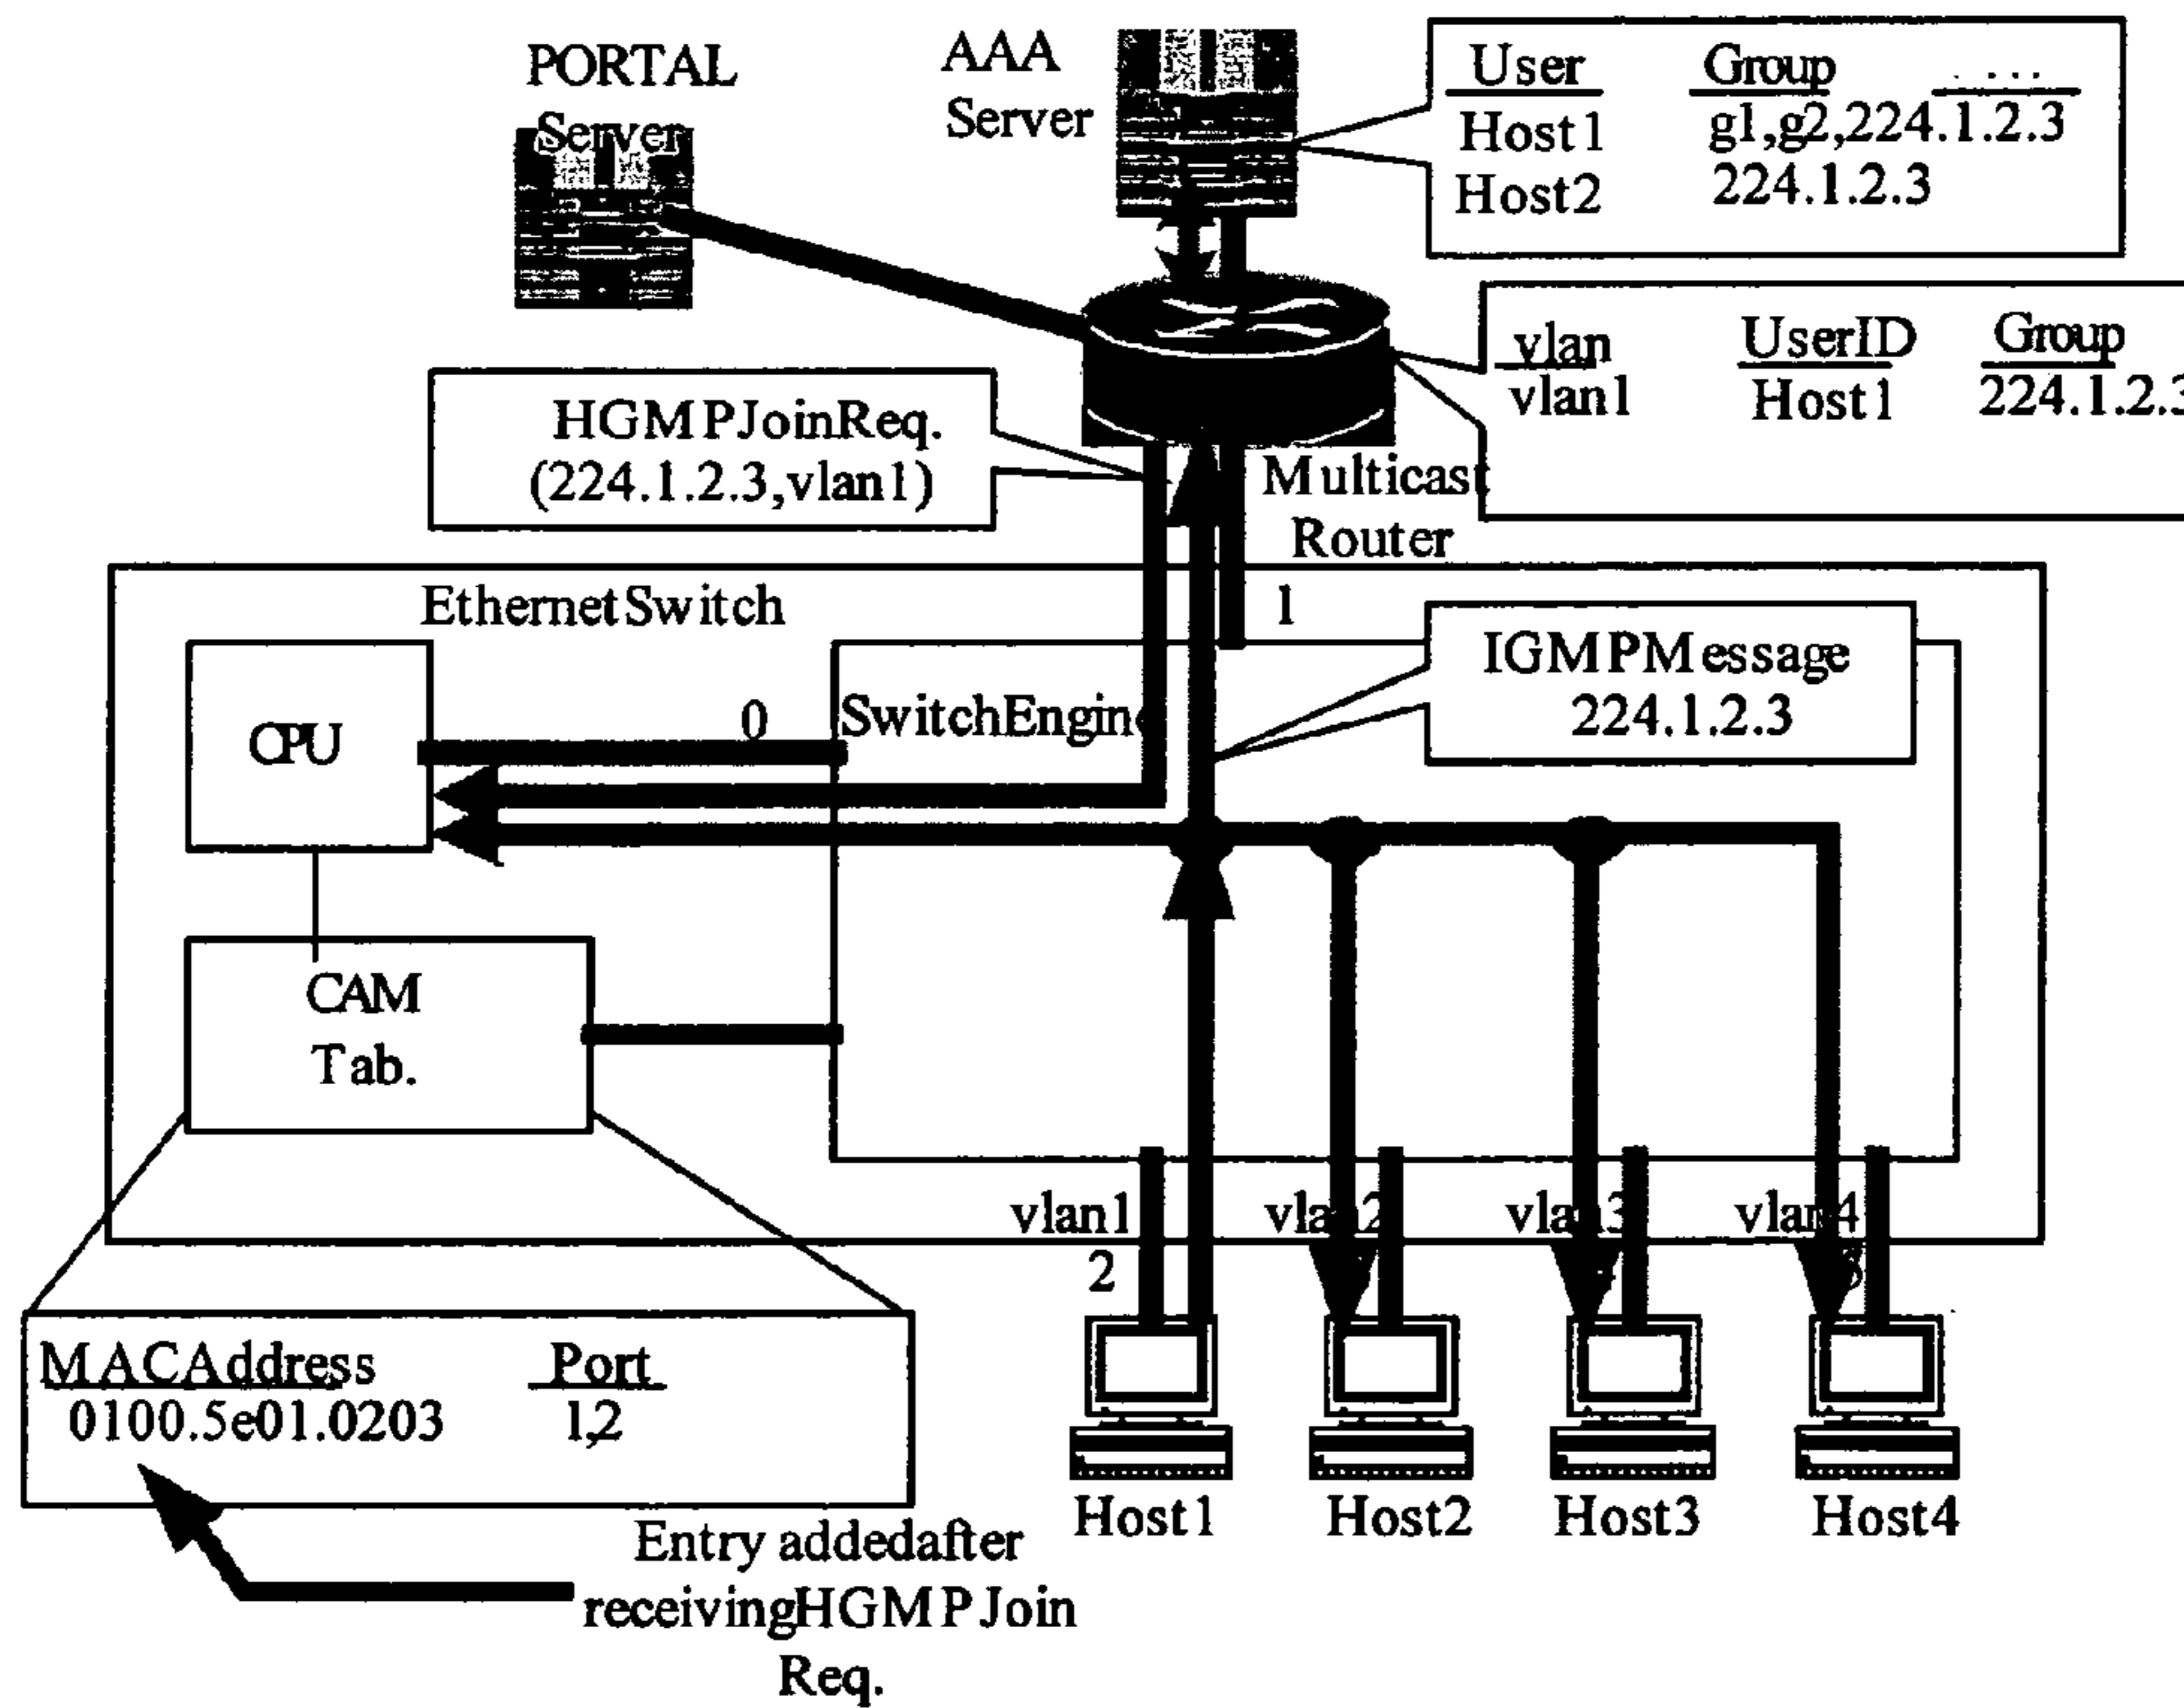 PORTAL
Server
AAA
Server
User Group ....
Host1 g1,g2,224.1.2.3
Host2 224.1.2.3
vlan UserID Group
vlan1 Host1 224.1.2.3
HGMPJoinReq.
(224.1.2.3,vlan1)
Multicast
Router
EthernetSwitch
1
CPU
0
SwitchEngine
IGMPMessage
224.1.2.3
CAM
Tab.
vlan1
vlan2
vlan3
vlan4
2
MACAddress Port
0100.5e01.0203 1,2
Host1
Host2
Host3
Host4
Entry addedafter
receivingHGMPJoin
Req.